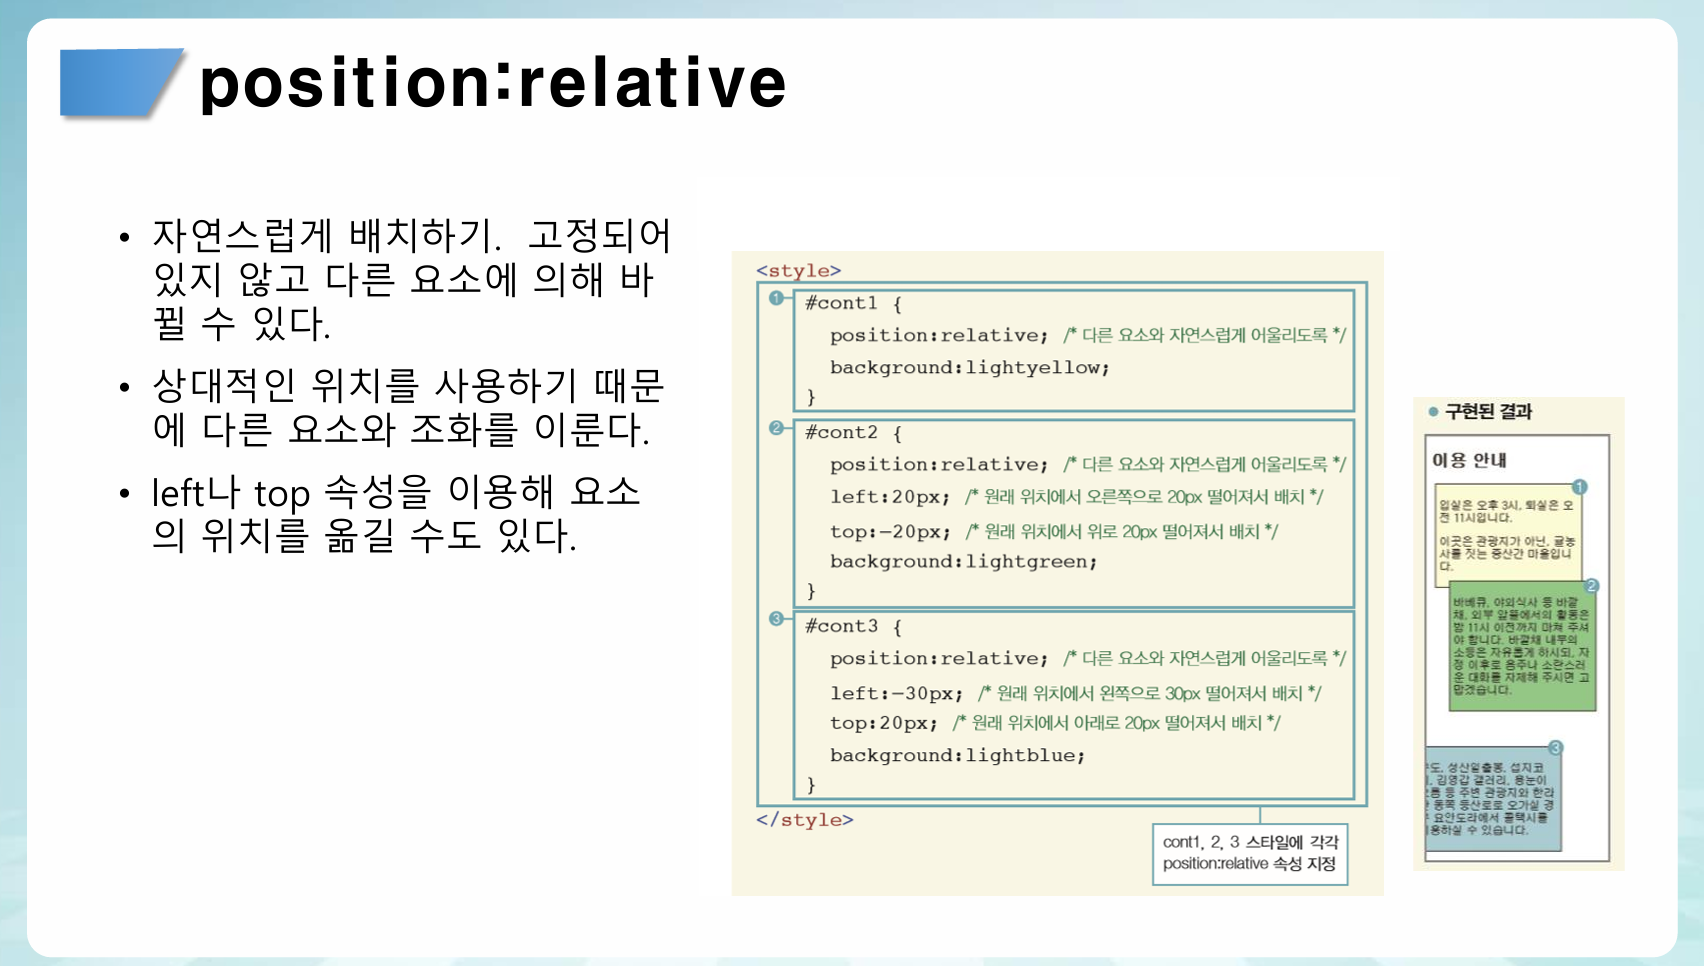 position:relative
• 자연스럽게 배치하기. 고정되어
있지 않고 다른 요소에 의해 바
뀔 수 있다.
• 상대적인 위치를 사용하기 때문
에 다른 요소와 조화를 이룬다.
• left나 top 속성을 이용해 요소
의 위치를 옮길 수도 있다.
<style>
1
#cont1 {
position:relative; /* 다른 요소와 자연스럽게 어울리도록 */
background:lightyellow;
}
2
#cont2 {
position:relative; /* 다른 요소와 자연스럽게 어울리도록 */
left:20px; /* 원래 위치에서 오른쪽으로 20px 떨어져서 배치 */
top:−20px; /* 원래 위치에서 위로 20px 떨어져서 배치 */
background:lightgreen;
}
3
#cont3 {
position:relative; /* 다른 요소와 자연스럽게 어울리도록 */
left:−30px; /* 원래 위치에서 왼쪽으로 30px 떨어져서 배치 */
top:20px; /* 원래 위치에서 아래로 20px 떨어져서 배치 */
background:lightblue;
}
</style>
cont1, 2, 3 스타일에 각각
position:relative 속성 지정
● 구현된 결과
이용 안내
1
입실은 오후 3시, 퇴실은 오
전 11시입니다.
이곳은 관광지가 아닌, 귤농
사를 짓는 중산간 마을입니
다.
2
바베큐, 야외식사 등 바깥
채, 외부 앞뜰에서의 활동은
밤 11시 이전까지 마쳐 주셔
야 합니다. 바깥채 내부의
소등은 자유롭게 하시되, 자
정 이후로 음주나 소란스러
운 대화를 자제해 주시면 고
맙겠습니다.
3
도, 성산일출봉, 섭지코
, 김영갑 갤러리, 용눈이
름 등 주변 관광지와 한라
동쪽 등산로로 오가실 경
요안도라에서 콜택시를
용하실 수 있습니다.